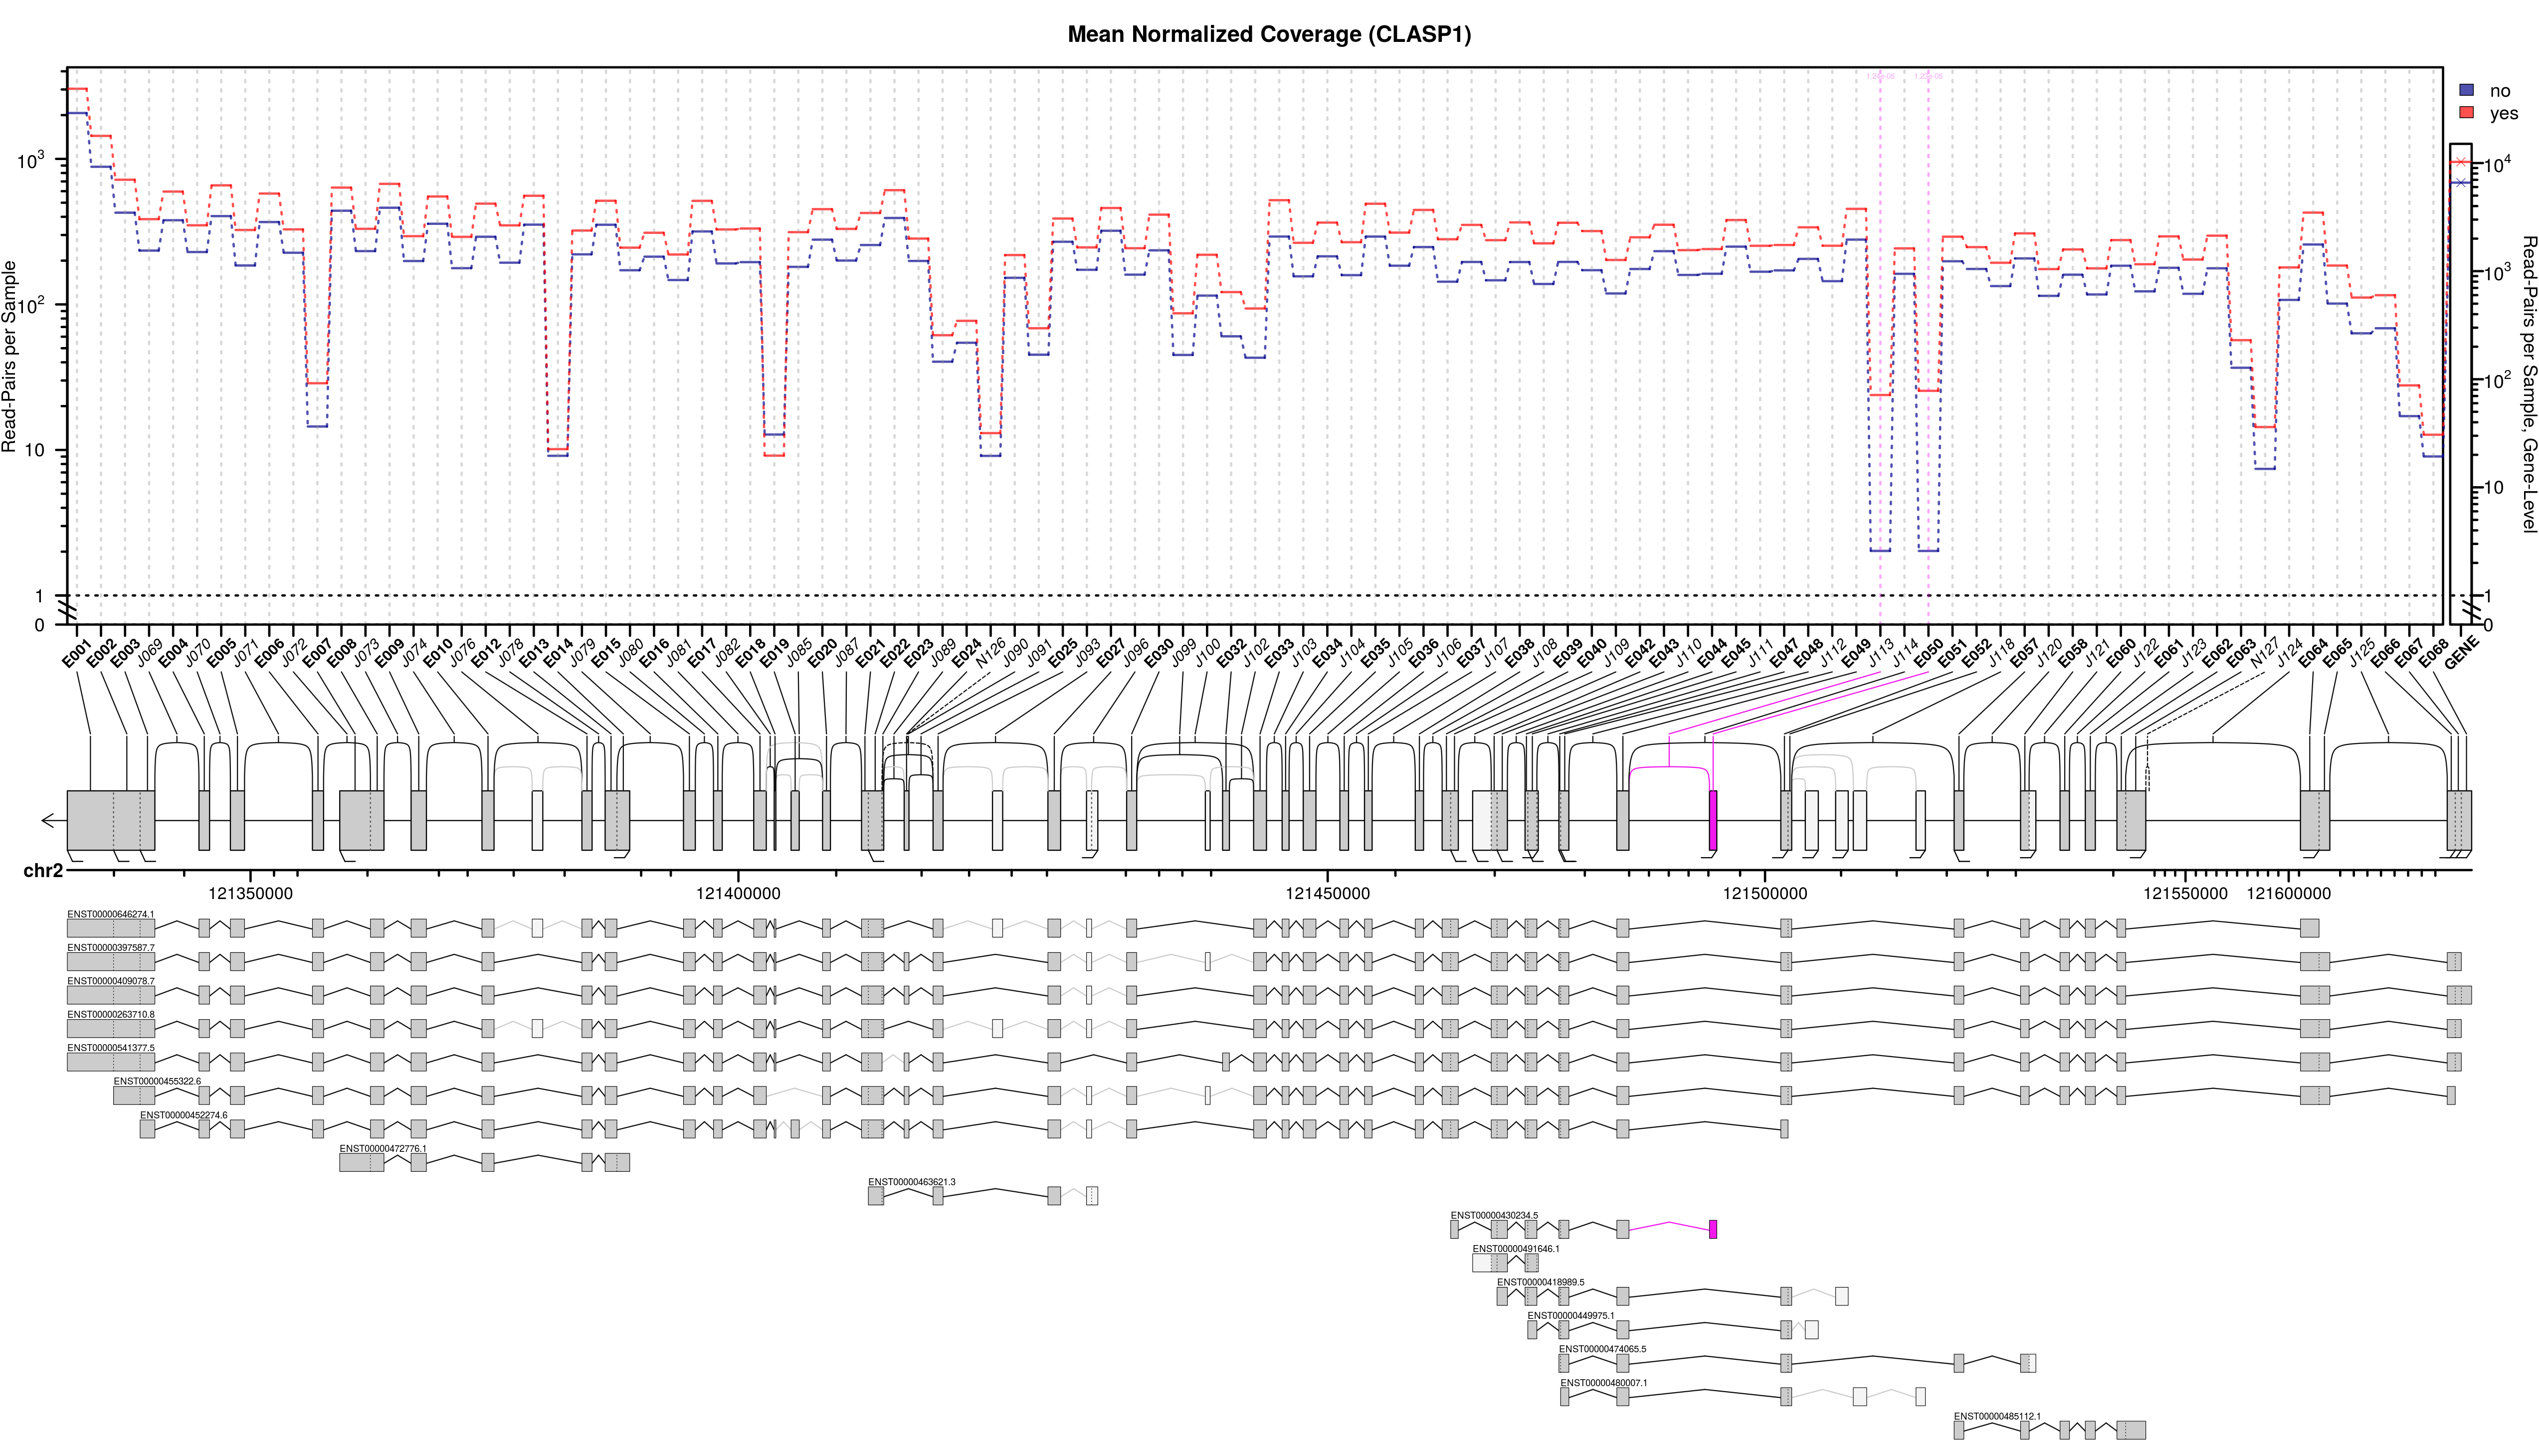 Mean Normalized Coverage (CLASP1)
1.24e-05 1.23e-05
no
yes
Read-Pairs per Sample
10³
10²
10
1
0
10⁴
10³
10²
10
1
0
Read-Pairs per Sample, Gene-Level
E001 E002 E003 J069 E004 J070 E005 J071 E006 J072 E007 E008 J073 E009 J074 E010 J076 E012 J078 E013 E014 J079 E015 J080 E016 J081 E017 J082 E018 E019 J085 E020 J087 E021 E022 E023 J089 E024 N126 J090 J091 E025 J093 E027 J096 E030 J099 J100 E032 J102 E033 J103 E034 J104 E035 J105 E036 J106 E037 J107 E038 J108 E039 E040 J109 E042 E043 J110 E044 E045 J111 E047 E048 J112 E049 J113 J114 E050 E051 E052 J118 E057 J120 E058 J121 E060 J122 E061 J123 E062 E063 N127 J124 E064 E065 J125 E066 E067 E068 GENE
chr2
121350000 121400000 121450000 121500000 121550000 121600000
ENST00000646274.1
ENST00000397587.7
ENST00000409078.7
ENST00000263710.8
ENST00000541377.5
ENST00000455322.6
ENST00000452274.6
ENST00000472776.1
ENST00000463621.3
ENST00000430234.5
ENST00000491646.1
ENST00000418989.5
ENST00000449975.1
ENST00000474065.5
ENST00000480007.1
ENST00000485112.1